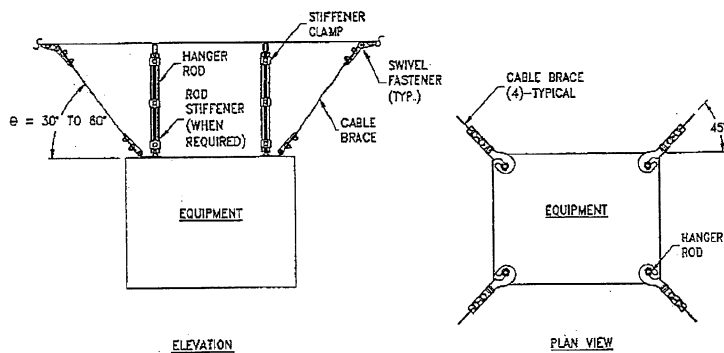 STIFFENER
CLAMP
HANGER
ROD
SWIVEL
FASTENER
(TYP.)
ROD
STIFFENER
(WHEN
REQUIRED)
CABLE
BRACE
θ = 30° TO 60°
EQUIPMENT
ELEVATION
CABLE BRACE
(4)-TYPICAL
45°
EQUIPMENT
HANGER
ROD
PLAN VIEW